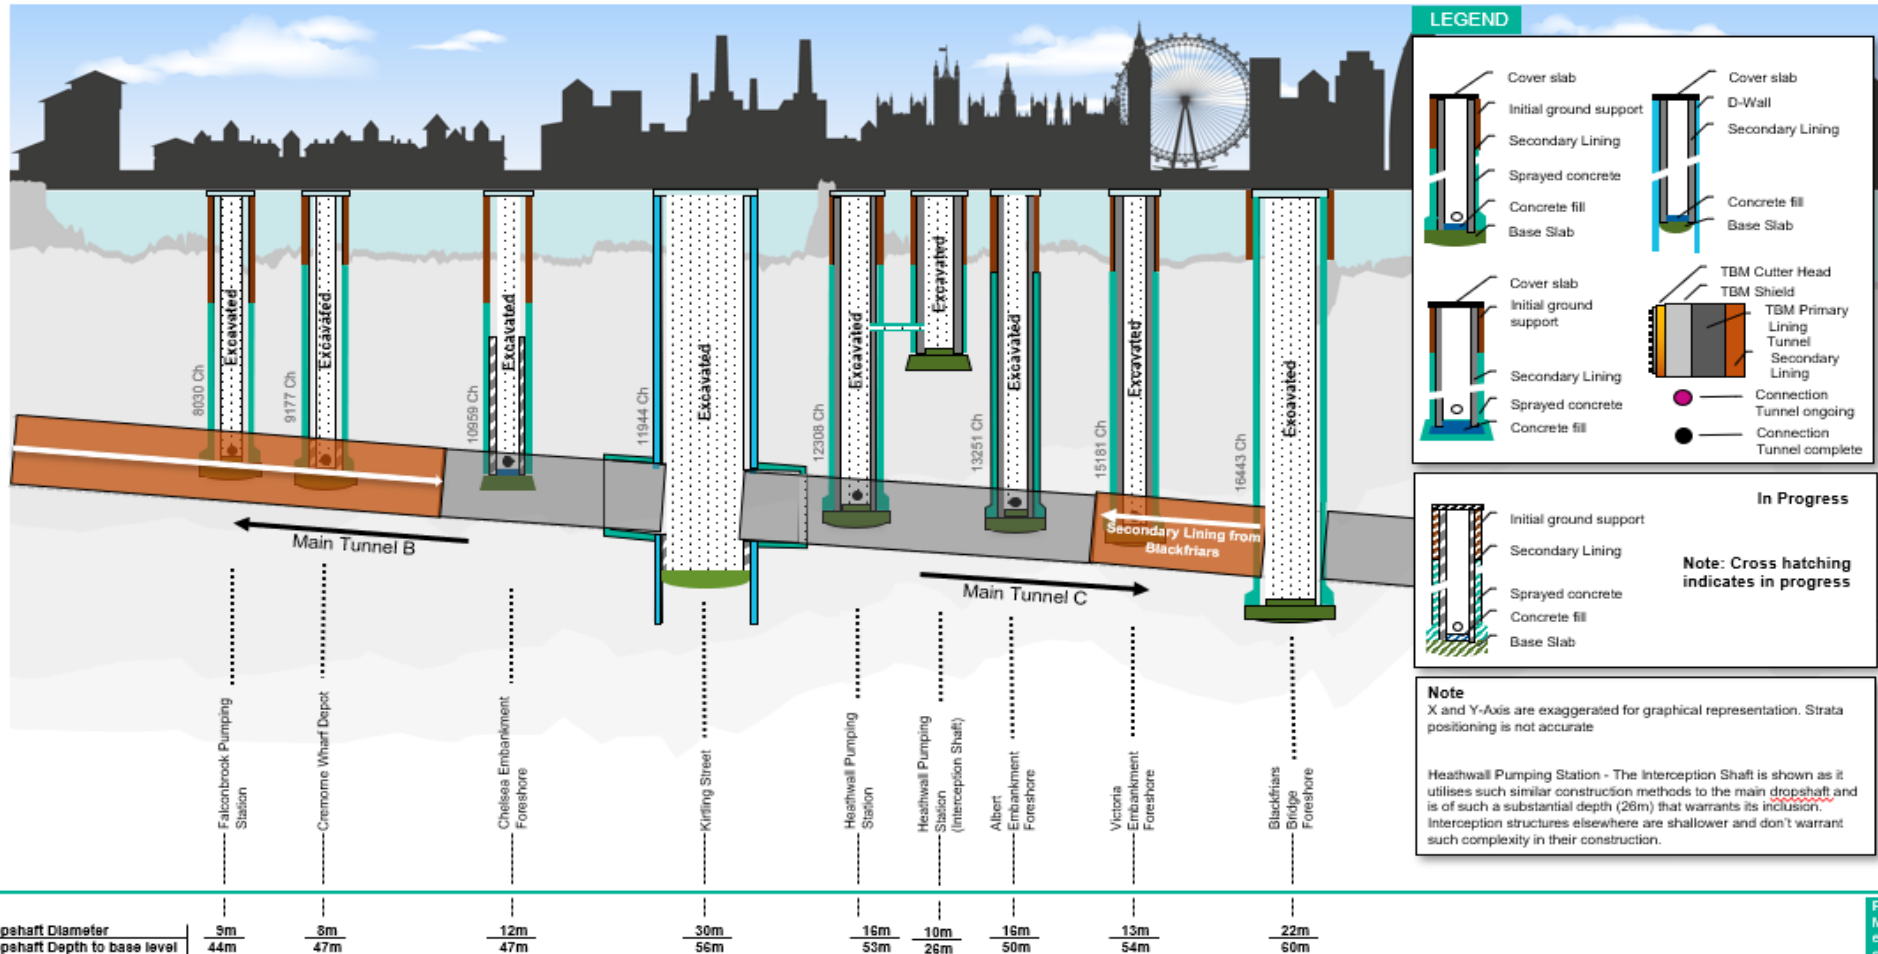 LEGEND
Cover slab
Initial ground support
Secondary Lining
Sprayed concrete
Concrete fill
Base Slab
Cover slab
D-Wall
Secondary Lining
Concrete fill
Base Slab
Cover slab
Initial ground
support
Secondary Lining
Sprayed concrete
Concrete fill
TBM Cutter Head
TBM Shield
TBM Primary
Lining
Tunnel
Secondary
Lining
Connection
Tunnel ongoing
Connection
Tunnel complete
In Progress
Initial ground support
Secondary Lining
Sprayed concrete
Concrete fill
Base Slab
Note: Cross hatching
indicates in progress
Note
X and Y-Axis are exaggerated for graphical representation. Strata
positioning is not accurate
Heathwall Pumping Station - The Interception Shaft is shown as it
utilises such similar construction methods to the main dropshaft and
is of such a substantial depth (26m) that warrants its inclusion.
Interception structures elsewhere are shallower and don't warrant
such complexity in their construction.
Excavated
Excavated
Excavated
Excavated
Excavated
Excavated
Excavated
Excavated
Excavated
8030 Ch
9177 Ch
10959 Ch
11944 Ch
12308 Ch
13251 Ch
15181 Ch
16443 Ch
Main Tunnel B
Main Tunnel C
Secondary Lining from
Blackfriars
Falconbrook Pumping
Station
Cremorne Wharf Depot
Chelsea Embankment
Foreshore
Kirtling Street
Heathwall Pumping
Station
Heathwall Pumping
Station
(Interception Shaft)
Albert
Embankment
Foreshore
Victoria
Embankment
Foreshore
Blackfriars
Bridge
Foreshore
pshaft Diameter 9m 8m 12m 30m 16m 10m 16m 13m 22m
pshaft Depth to base level 44m 47m 47m 56m 53m 26m 50m 54m 60m